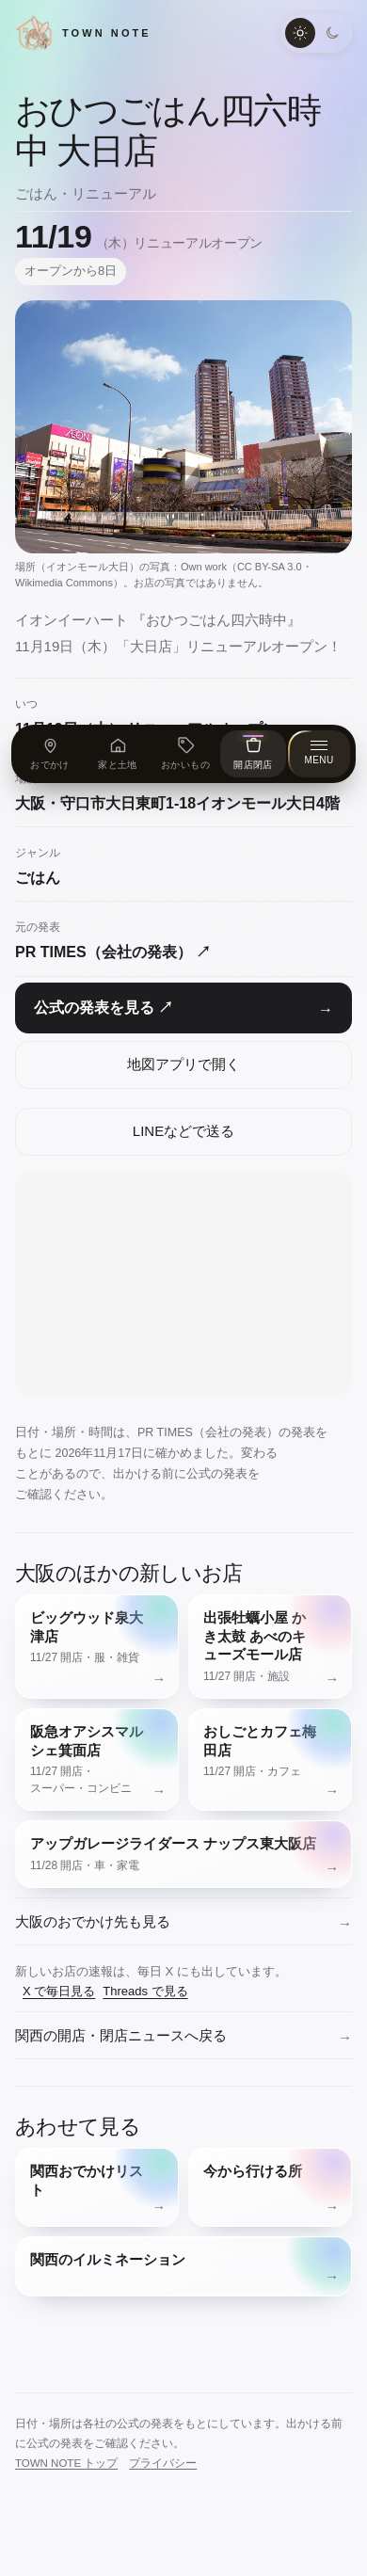 TOWN NOTE
おひつごはん四六時
中 大日店
ごはん・リニューアル
11/19（木）リニューアルオープン
オープンから8日
AEON
場所（イオンモール大日）の写真：Own work（CC BY-SA 3.0・
Wikimedia Commons）。お店の写真ではありません。
イオンイーハート 『おひつごはん四六時中』
11月19日（木）「大日店」リニューアルオープン！
いつ
おでかけ
家と土地
おかいもの
開店閉店
MENU
大阪・守口市大日東町1-18イオンモール大日4階
ジャンル
ごはん
元の発表
PR TIMES（会社の発表） ↗
公式の発表を見る ↗ →
地図アプリで開く
LINEなどで送る
日付・場所・時間は、PR TIMES（会社の発表）の発表を
もとに 2026年11月17日に確かめました。変わる
ことがあるので、出かける前に公式の発表を
ご確認ください。
大阪のほかの新しいお店
ビッグウッド泉大
津店
11/27 開店・服・雑貨
→
出張牡蠣小屋 か
き太鼓 あべのキ
ューズモール店
11/27 開店・施設
→
阪急オアシスマル
シェ箕面店
11/27 開店・
スーパー・コンビニ
→
おしごとカフェ梅
田店
11/27 開店・カフェ
→
アップガレージライダース ナップス東大阪店
11/28 開店・車・家電
→
大阪のおでかけ先も見る →
新しいお店の速報は、毎日 X にも出しています。
X で毎日見る Threads で見る
関西の開店・閉店ニュースへ戻る →
あわせて見る
関西おでかけリス
ト
→
今から行ける所
→
関西のイルミネーション
→
日付・場所は各社の公式の発表をもとにしています。出かける前
に公式の発表をご確認ください。
TOWN NOTE トップ プライバシー